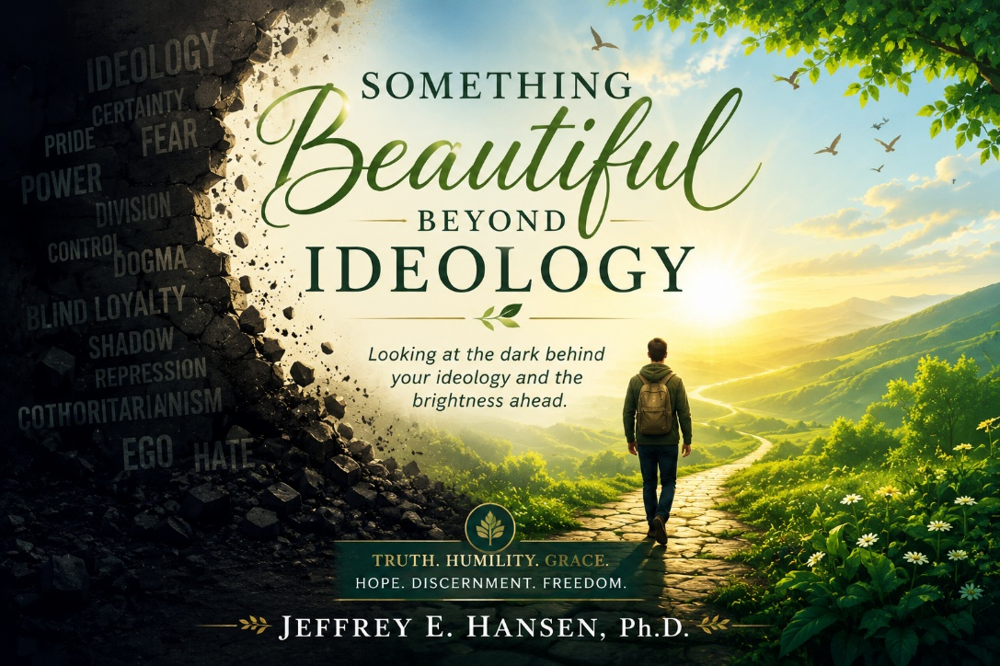 IDEOLOGY
CERTAINTY
PRIDE
FEAR
POWER
DIVISION
CONTROL
DOGMA
BLIND LOYALTY
SHADOW
REPRESSION
COTHORITARIANISM
EGO
HATE
SOMETHING
Beautiful
BEYOND
IDEOLOGY
Looking at the dark behind
your ideology and the
brightness ahead.
TRUTH. HUMILITY. GRACE.
HOPE. DISCERNMENT. FREEDOM.
JEFFREY E. HANSEN, Ph.D.